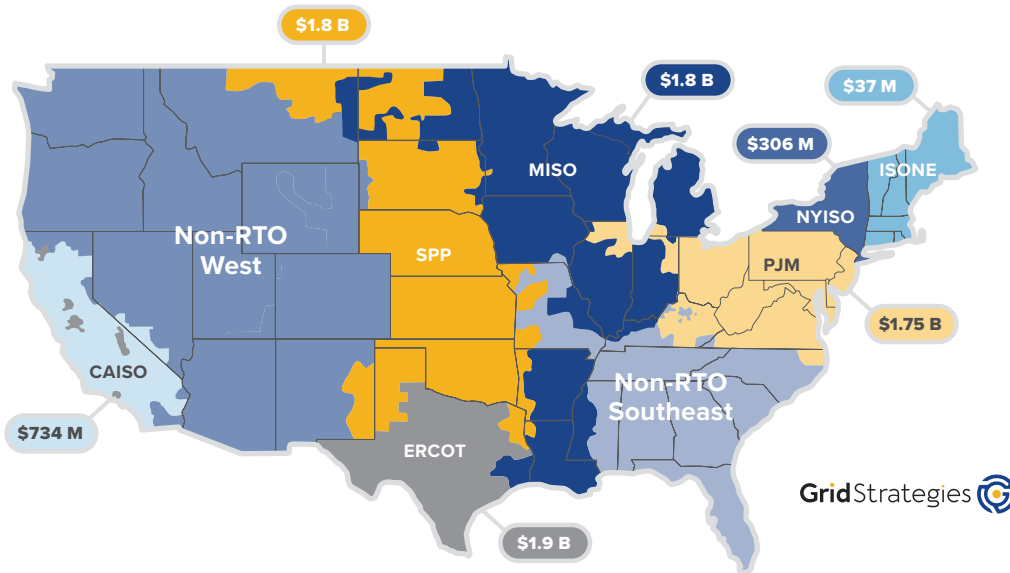 $1.8 B
$1.8 B
$37 M
$306 M
MISO
ISONE
NYISO
Non-RTO
West
SPP
PJM
$1.75 B
CAISO
Non-RTO
Southeast
$734 M
ERCOT
GridStrategies
$1.9 B